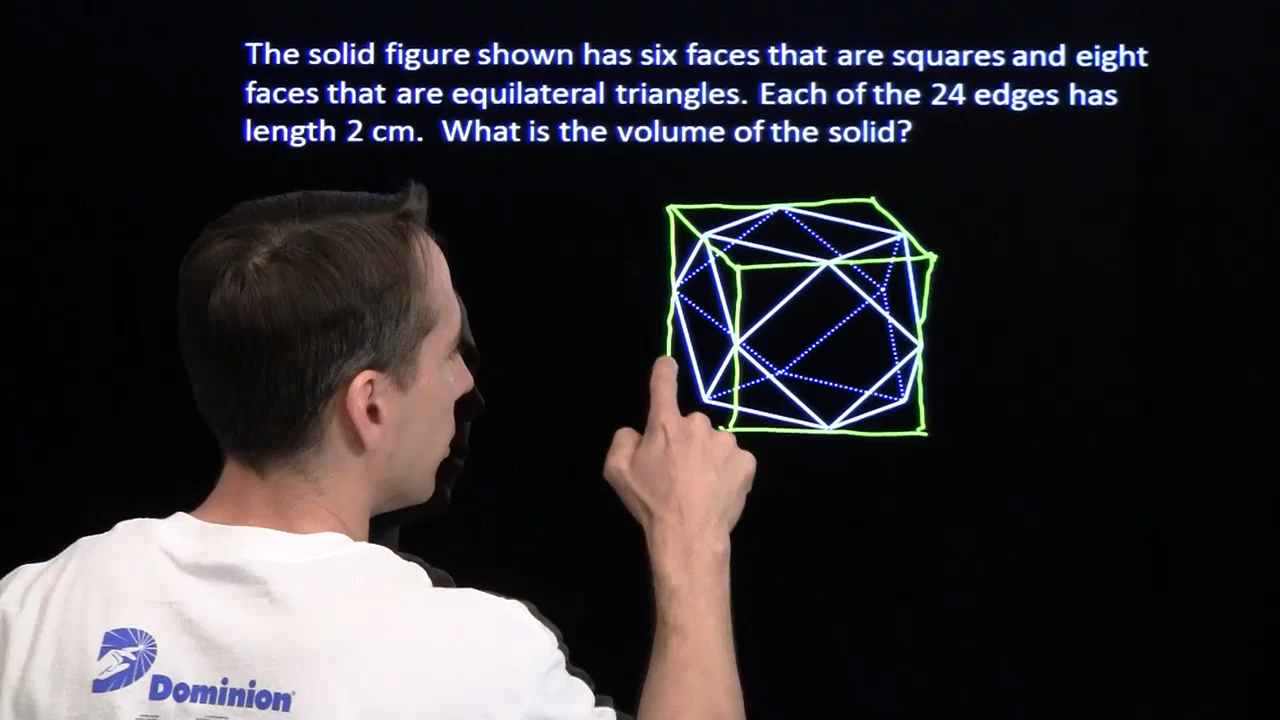 The solid figure shown has six faces that are squares and eight
faces that are equilateral triangles. Each of the 24 edges has
length 2 cm. What is the volume of the solid?
Dominion